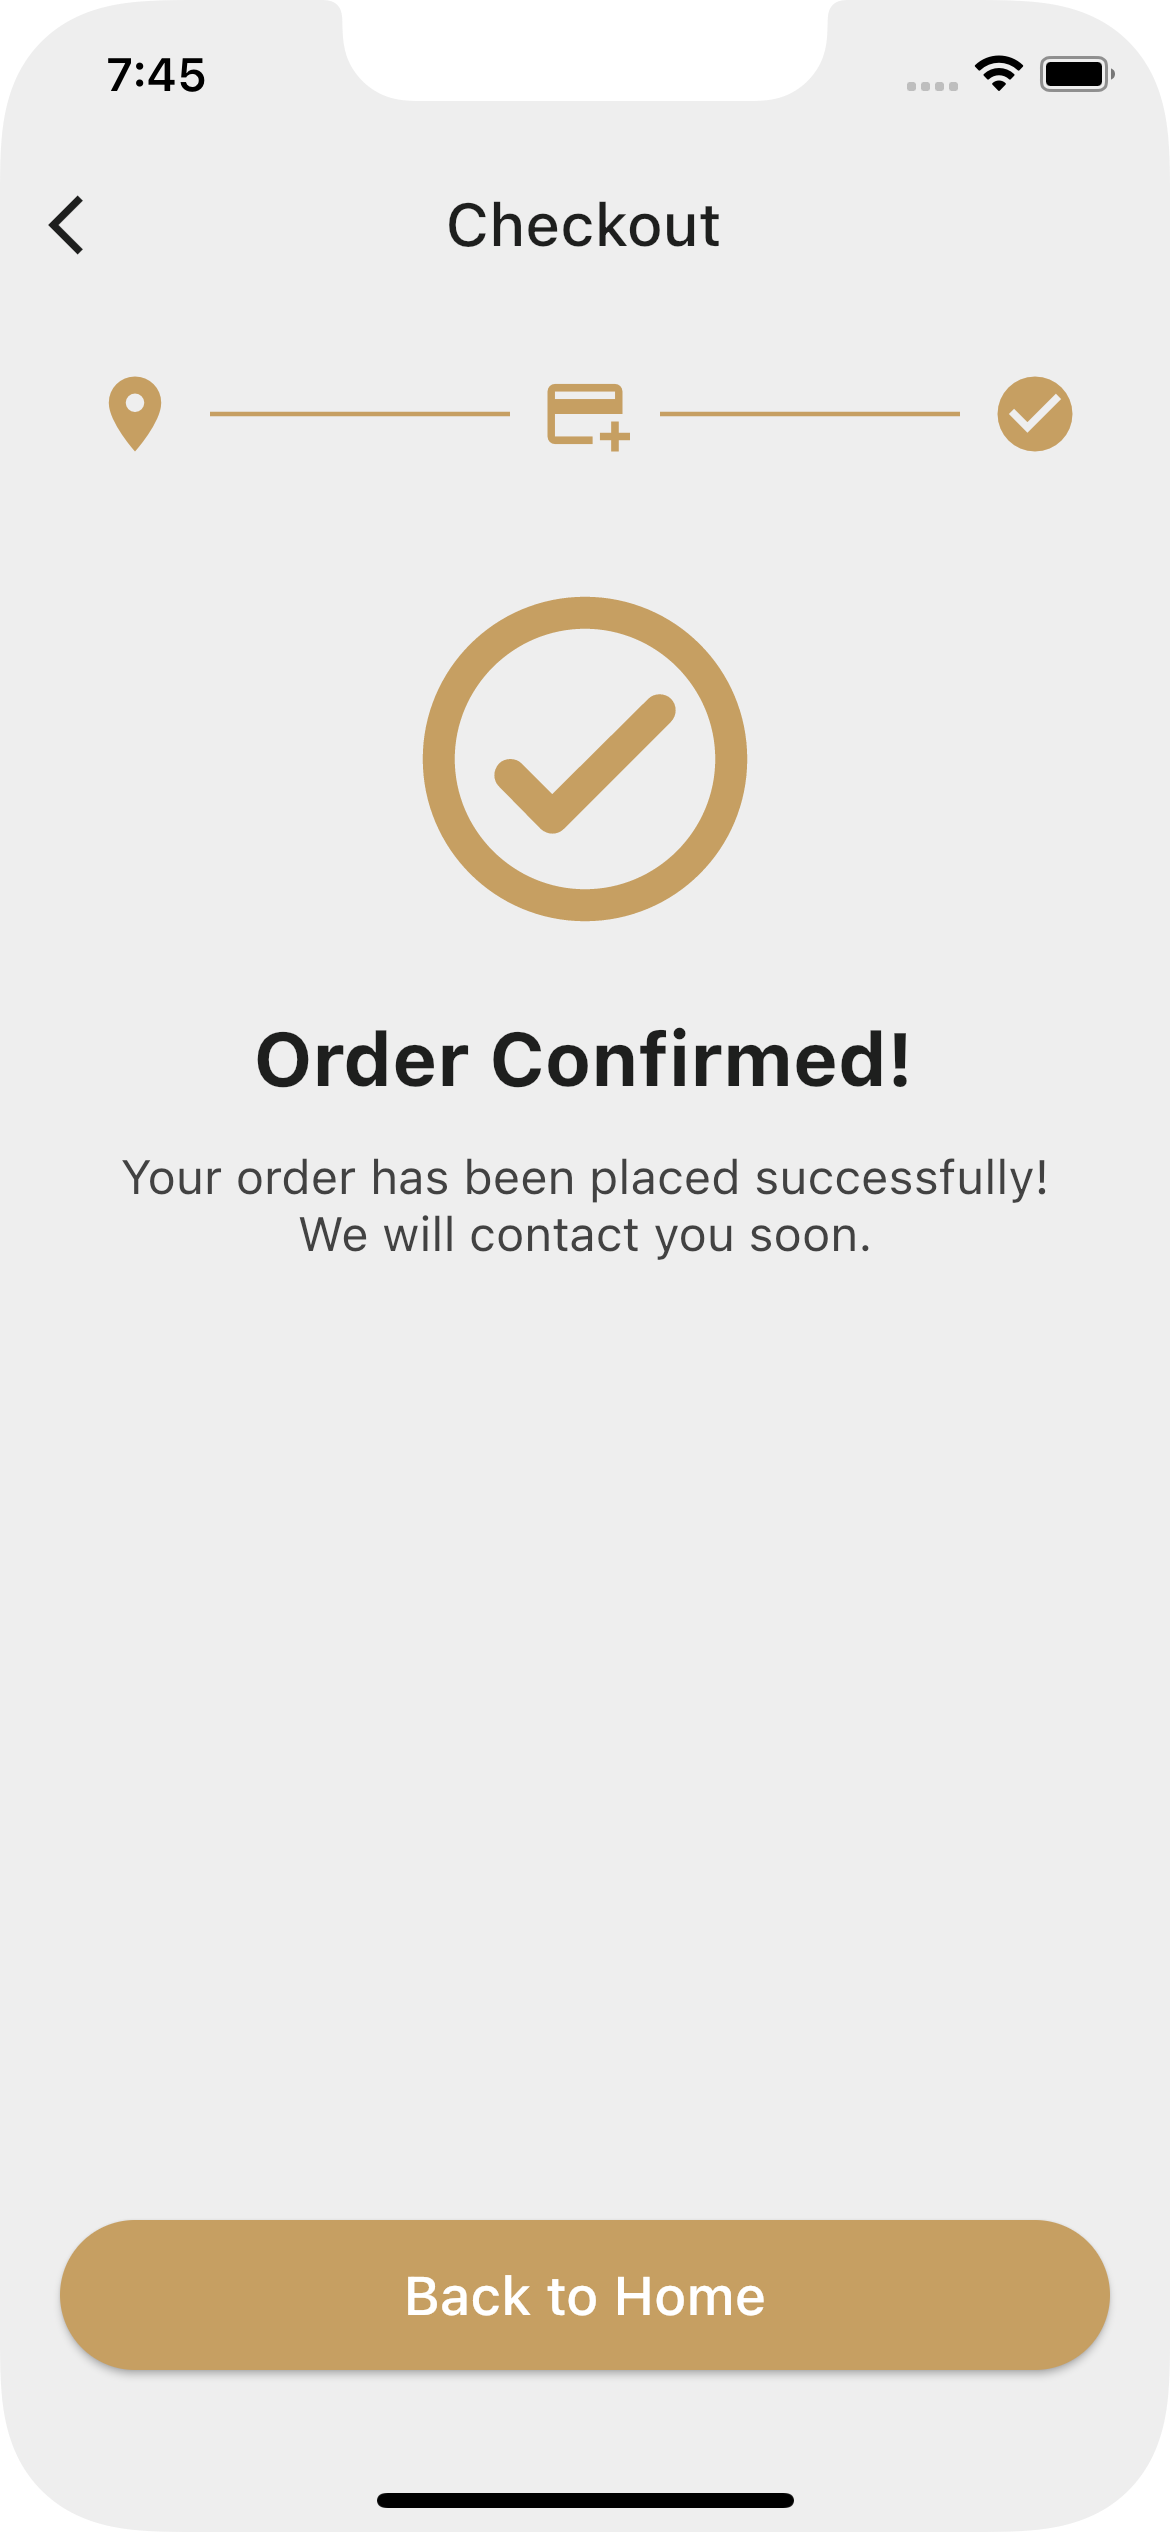 7:45
Checkout
Order Confirmed!
Your order has been placed successfully!
We will contact you soon.
Back to Home